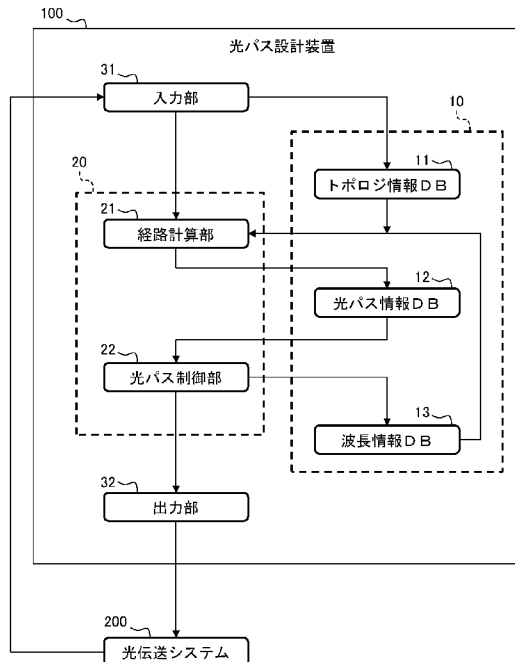 100
光パス設計装置
31
入力部
10
11
トポロジ情報DB
20
21
経路計算部
12
光パス情報DB
22
光パス制御部
13
波長情報DB
32
出力部
200
光伝送システム